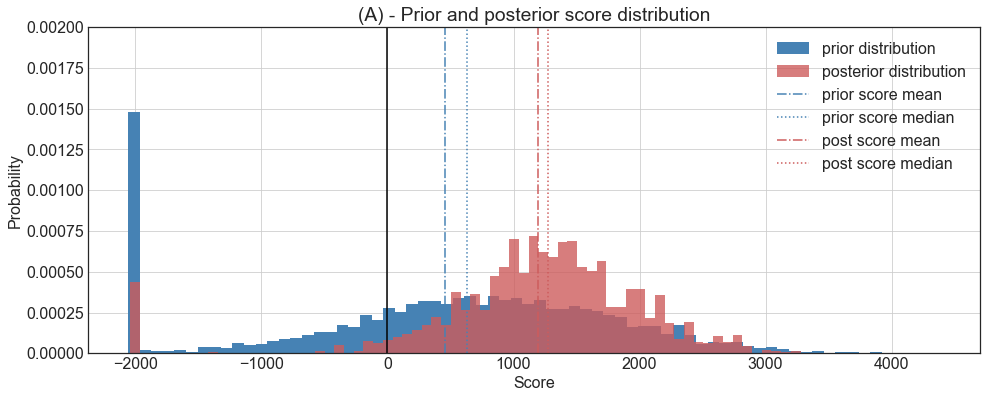 (A) - Prior and posterior score distribution
0.00200
0.00175
0.00150
0.00125
0.00100
0.00075
0.00050
0.00025
0.00000
Probability
prior distribution
posterior distribution
prior score mean
prior score median
post score mean
post score median
−2000 −1000 0 1000 2000 3000 4000
Score